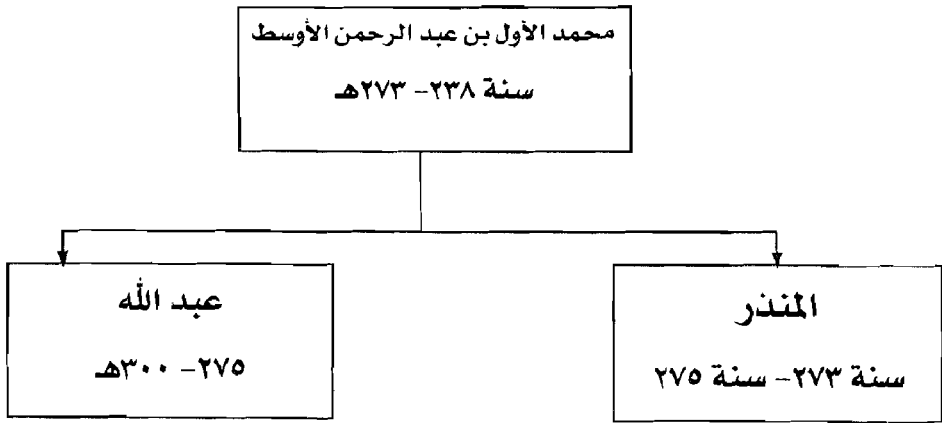 محمد الأول بن عبد الرحمن الأوسط
سنة ٢٣٨- ٢٧٣هـ
المنذر
سنة ٢٧٣- سنة ٢٧٥
عبد الله
٢٧٥- ٣٠٠هـ